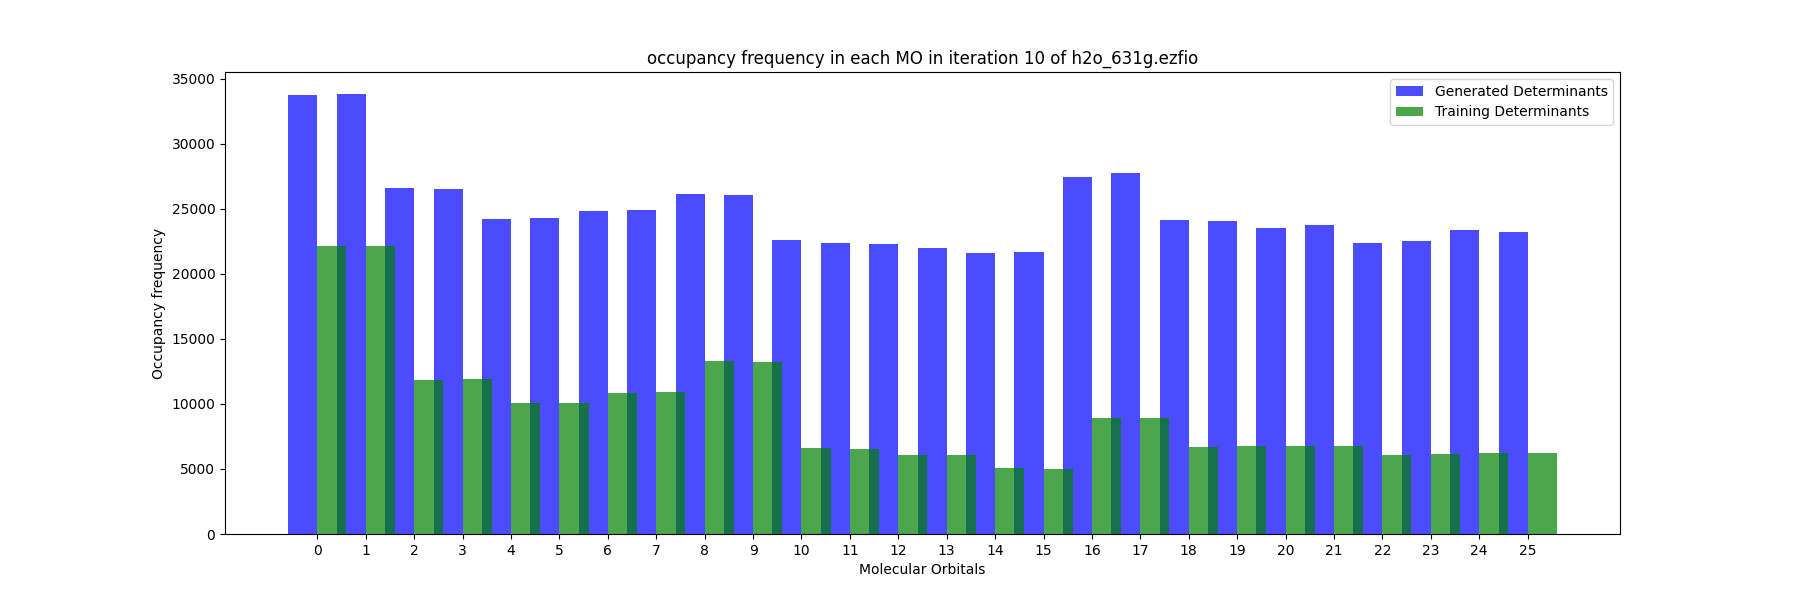 occupancy frequency in each MO in iteration 10 of h2o_631g.ezfio
Generated Determinants
Training Determinants
Occupancy frequency
35000
30000
25000
20000
15000
10000
5000
0
0 1 2 3 4 5 6 7 8 9 10 11 12 13 14 15 16 17 18 19 20 21 22 23 24 25
Molecular Orbitals